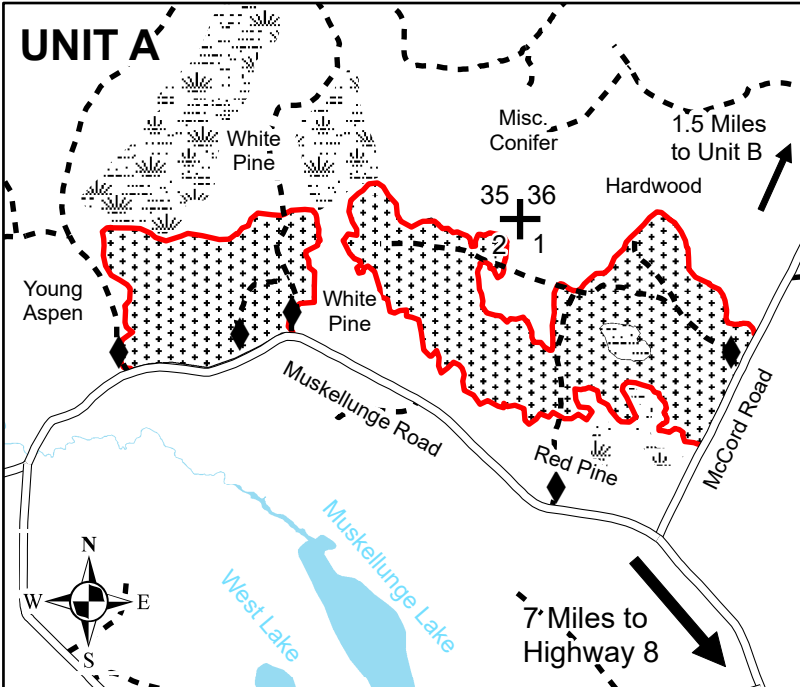 UNIT A
White
Pine
Misc.
Conifer
1.5 Miles
to Unit B
35 36
2 1
Hardwood
Young
Aspen
White
Pine
Muskellunge Road
McCord Road
Red Pine
Muskellunge Lake
West Lake
N
W E
S
7 Miles to
Highway 8